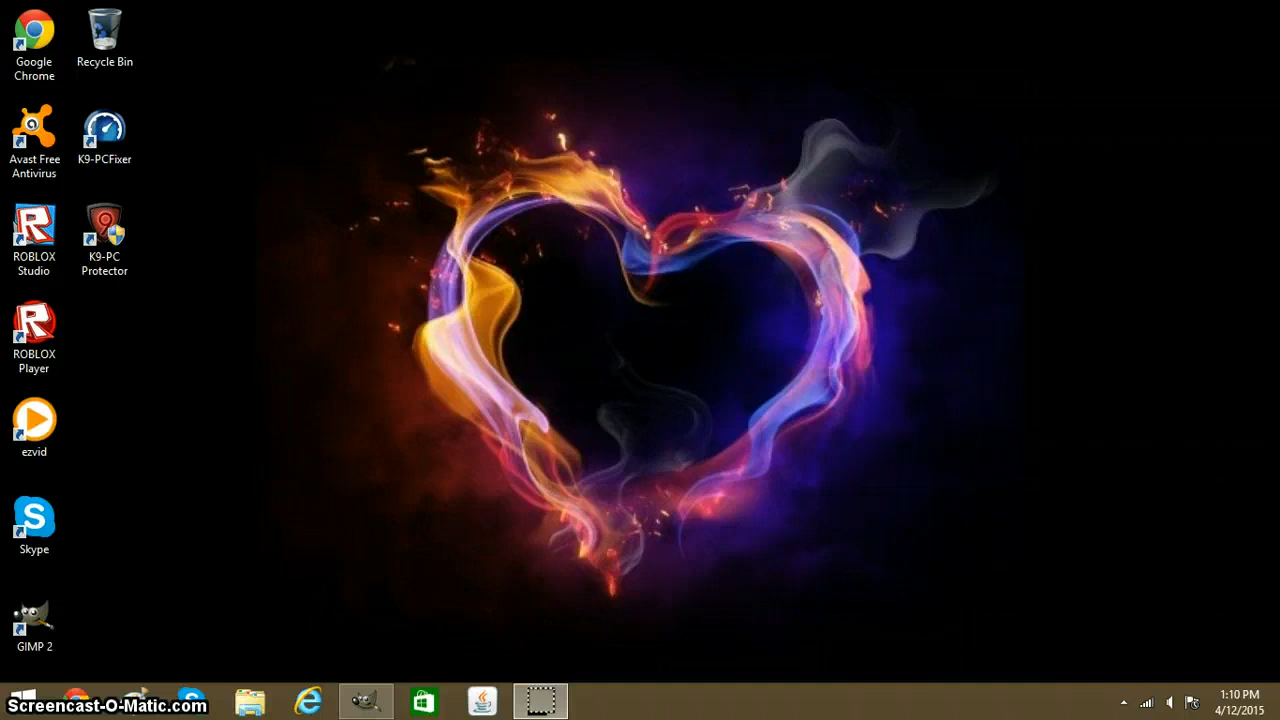 Google
Chrome
Recycle Bin
Avast Free
Antivirus
K9-PCFixer
ROBLOX
Studio
K9-PC
Protector
ROBLOX
Player
ezvid
Skype
GIMP 2
Screencast-O-Matic.com
1:10 PM
4/12/2015